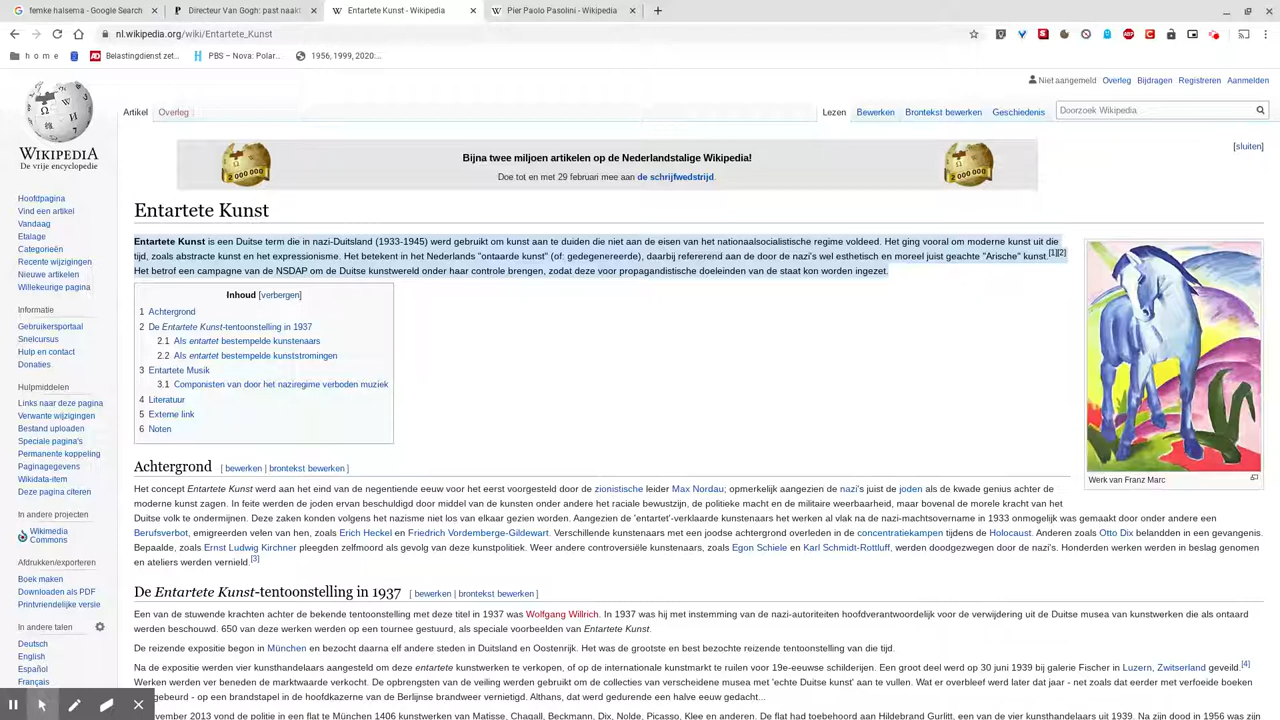 femke halsema - Google Search
Directeur Van Gogh: past naakt
Entartete Kunst - Wikipedia
Pier Paolo Pasolini - Wikipedia
nl.wikipedia.org/wiki/Entartete_Kunst
h o m e
Belastingdienst zet...
PBS – Nova: Polar...
1956, 1999, 2020:...
Niet aangemeld Overleg Bijdragen Registreren Aanmelden
Artikel Overleg Lezen Bewerken Brontekst bewerken Geschiedenis Doorzoek Wikipedia
WIKIPEDIA
De vrije encyclopedie
Hoofdpagina
Vind een artikel
Vandaag
Etalage
Categorieën
Recente wijzigingen
Nieuwe artikelen
Willekeurige pagina
Informatie
Gebruikersportaal
Snelcursus
Hulp en contact
Donaties
Hulpmiddelen
Links naar deze pagina
Verwante wijzigingen
Bestand uploaden
Speciale pagina's
Permanente koppeling
Paginagegevens
Wikidata-item
Deze pagina citeren
In andere projecten
Wikimedia
Commons
Afdrukken/exporteren
Boek maken
Downloaden als PDF
Printvriendelijke versie
In andere talen
Deutsch
English
Español
Français
Bijna twee miljoen artikelen op de Nederlandstalige Wikipedia!
Doe tot en met 29 februari mee aan de schrijfwedstrijd.
2 000 000
2 000 000
[sluiten]
Entartete Kunst
Entartete Kunst is een Duitse term die in nazi-Duitsland (1933-1945) werd gebruikt om kunst aan te duiden die niet aan de eisen van het nationaalsocialistische regime voldeed. Het ging vooral om moderne kunst uit die
tijd, zoals abstracte kunst en het expressionisme. Het betekent in het Nederlands "ontaarde kunst" (of: gedegenereerde), daarbij refererend aan de door de nazi's wel esthetisch en moreel juist geachte "Arische" kunst.[1][2]
Het betrof een campagne van de NSDAP om de Duitse kunstwereld onder haar controle brengen, zodat deze voor propagandistische doeleinden van de staat kon worden ingezet.
Inhoud [verbergen]
1 Achtergrond
2 De Entartete Kunst-tentoonstelling in 1937
2.1 Als entartet bestempelde kunstenaars
2.2 Als entartet bestempelde kunststromingen
3 Entartete Musik
3.1 Componisten van door het naziregime verboden muziek
4 Literatuur
5 Externe link
6 Noten
Werk van Franz Marc
Achtergrond [ bewerken | brontekst bewerken ]
Het concept Entartete Kunst werd aan het eind van de negentiende eeuw voor het eerst voorgesteld door de zionistische leider Max Nordau; opmerkelijk aangezien de nazi's juist de joden als de kwade genius achter de
moderne kunst zagen. In feite werden de joden ervan beschuldigd door middel van de kunsten onder andere het raciale bewustzijn, de politieke macht en de militaire weerbaarheid, maar bovenal de morele kracht van het
Duitse volk te ondermijnen. Deze zaken konden volgens het nazisme niet los van elkaar gezien worden. Aangezien de 'entartet'-verklaarde kunstenaars het werken al vlak na de nazi-machtsovername in 1933 onmogelijk was gemaakt door onder andere een
Berufsverbot, emigreerden velen van hen, zoals Erich Heckel en Friedrich Vordemberge-Gildewart. Verschillende kunstenaars met een joodse achtergrond overleden in de concentratiekampen tijdens de Holocaust. Anderen zoals Otto Dix belandden in een gevangenis.
Bepaalde, zoals Ernst Ludwig Kirchner pleegden zelfmoord als gevolg van deze kunstpolitiek. Weer andere controversiële kunstenaars, zoals Egon Schiele en Karl Schmidt-Rottluff, werden doodgezwegen door de nazi's. Honderden werken werden in beslag genomen
en ateliers werden vernield.[3]
De Entartete Kunst-tentoonstelling in 1937 [ bewerken | brontekst bewerken ]
Een van de stuwende krachten achter de bekende tentoonstelling met deze titel in 1937 was Wolfgang Willrich. In 1937 was hij met instemming van de nazi-autoriteiten hoofdverantwoordelijk voor de verwijdering uit de Duitse musea van kunstwerken die als ontaard
werden beschouwd. 650 van deze werken werden op een tournee gestuurd, als speciale voorbeelden van Entartete Kunst.
De reizende expositie begon in München en bezocht daarna elf andere steden in Duitsland en Oostenrijk. Het was de grootste en best bezochte reizende tentoonstelling van die tijd.
Na de expositie werden vier kunsthandelaars aangesteld om deze entartete kunstwerken te verkopen, of op de internationale kunstmarkt te ruilen voor 19e-eeuwse schilderijen. Een groot deel werd op 30 juni 1939 bij galerie Fischer in Luzern, Zwitserland geveild.[4]
Werken werden ver beneden de marktwaarde verkocht. De opbrengsten van de veiling werden gebruikt om de collecties van verscheidene musea met 'echte Duitse kunst' aan te vullen. Wat er overbleef werd later dat jaar - net zoals dat eerder met verfoeide boeken
gebeurd - op een brandstapel in de hoofdkazerne van de Berlijnse brandweer vernietigd. Althans, dat werd gedurende een halve eeuw gedacht...
november 2013 vond de politie in een flat te München 1406 kunstwerken van Matisse, Chagall, Beckmann, Dix, Nolde, Picasso, Klee en anderen. De flat had toebehoord aan Hildebrand Gurlitt, een van de vier kunsthandelaars uit 1939. Na zijn dood in 1956 was zijn